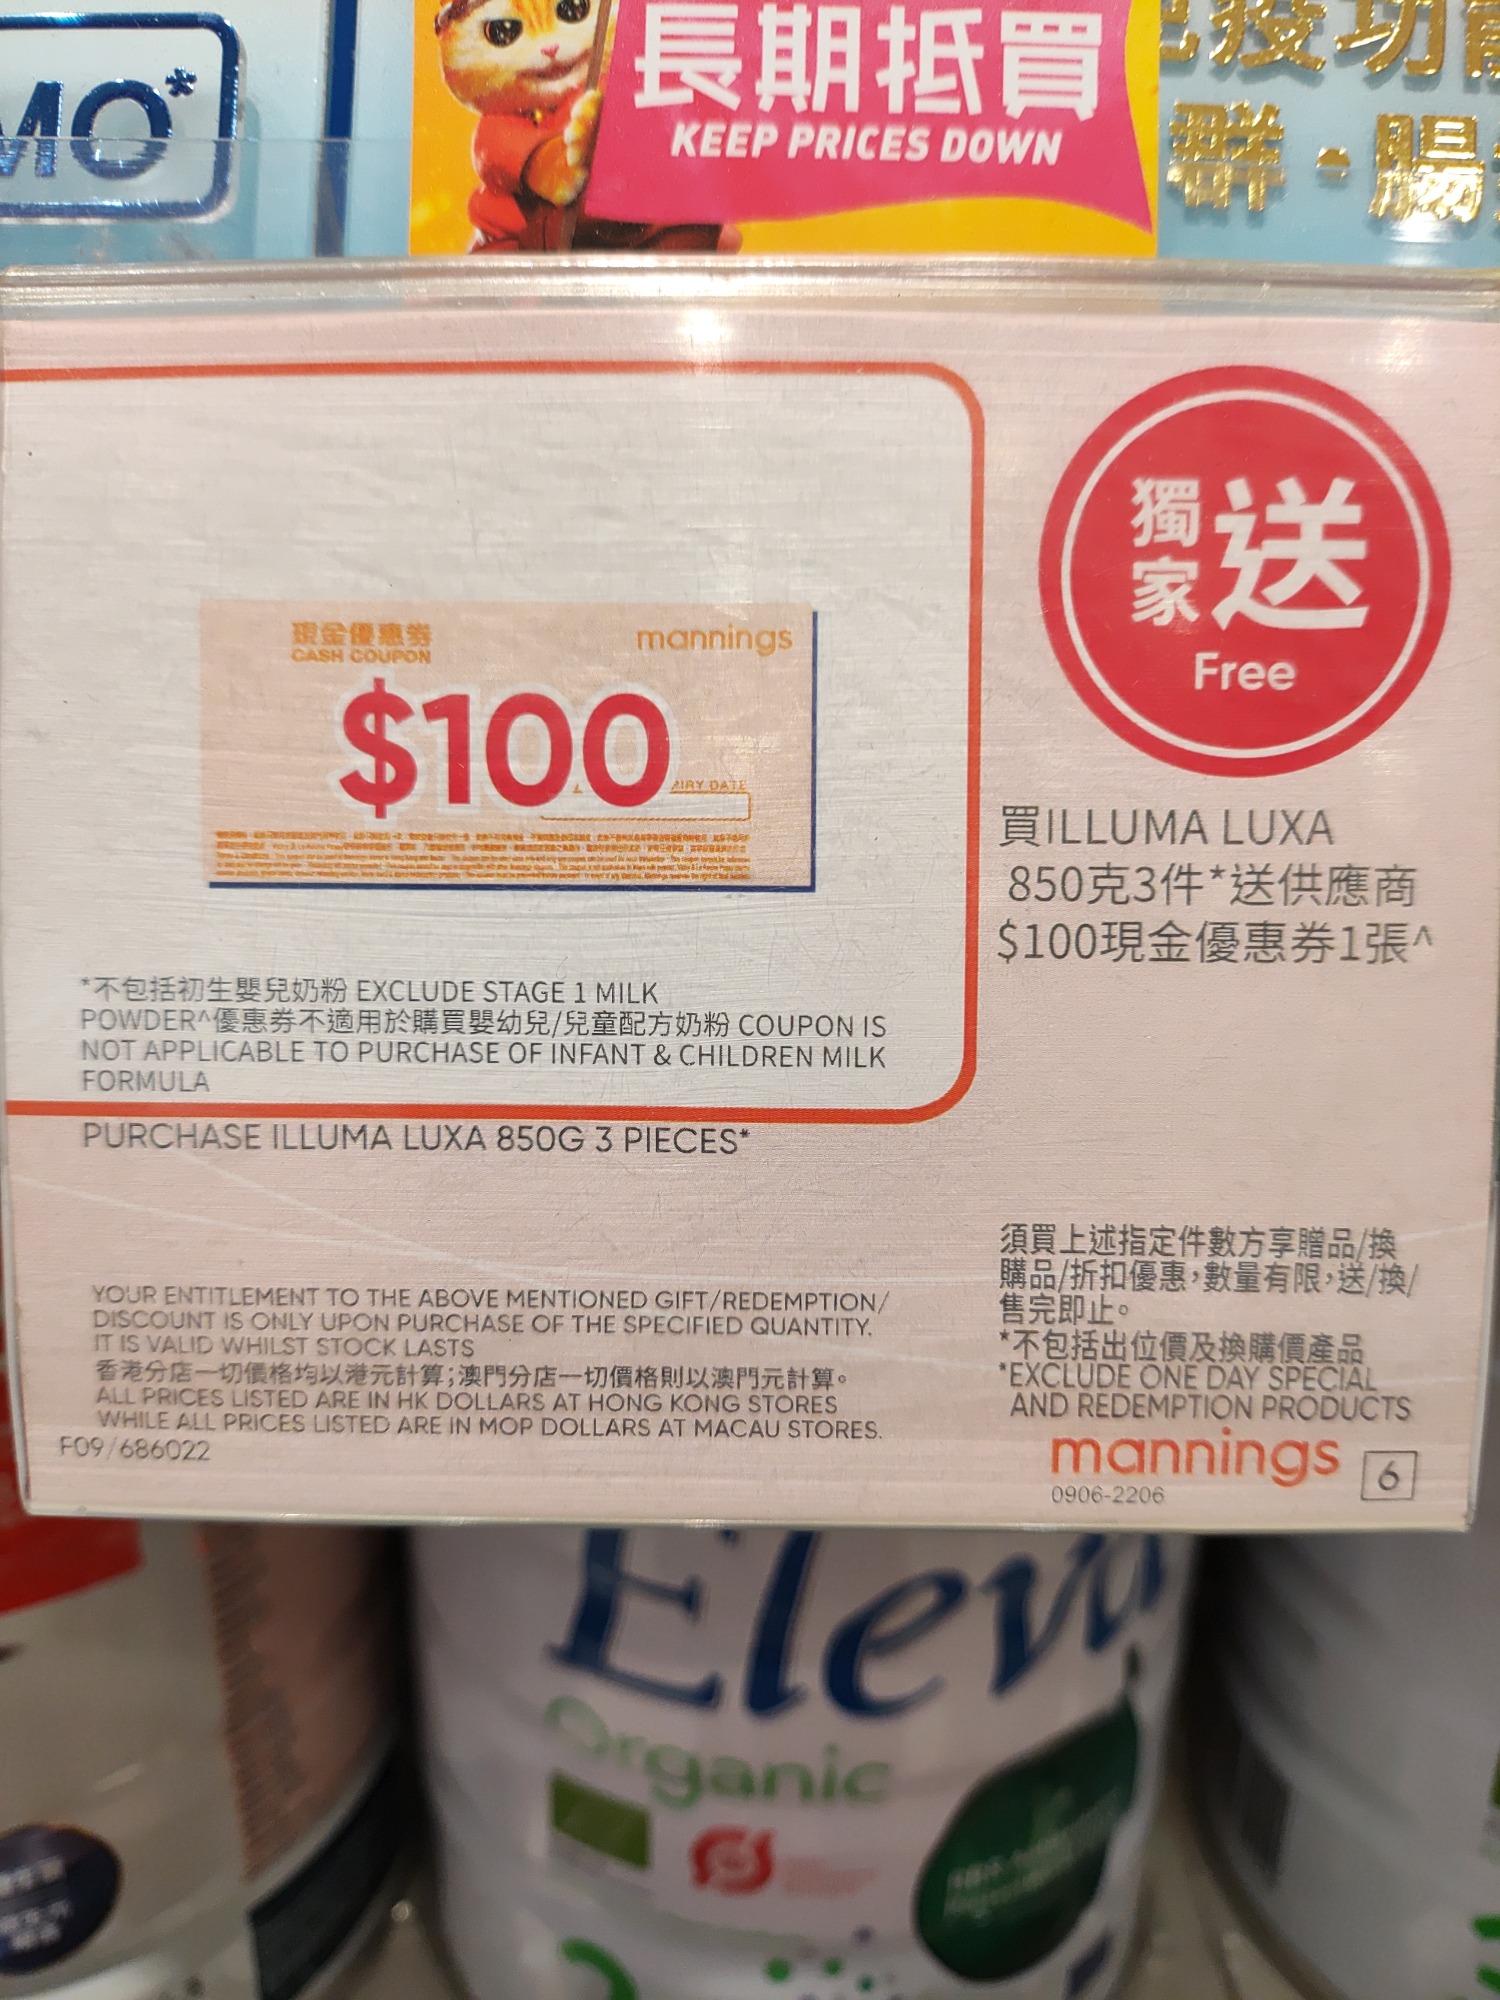 MO*
長期抵買
KEEP PRICES DOWN
疫功
群·腸
現金優惠券
CASH COUPON
mannings
$100
PIRY DATE
獨家送
Free
買ILLUMA LUXA
850克3件*送供應商
$100現金優惠券1張^
*不包括初生嬰兒奶粉 EXCLUDE STAGE 1 MILK
POWDER^優惠券不適用於購買嬰幼兒/兒童配方奶粉 COUPON IS
NOT APPLICABLE TO PURCHASE OF INFANT & CHILDREN MILK
FORMULA
PURCHASE ILLUMA LUXA 850G 3 PIECES*
YOUR ENTITLEMENT TO THE ABOVE MENTIONED GIFT/REDEMPTION/
DISCOUNT IS ONLY UPON PURCHASE OF THE SPECIFIED QUANTITY.
IT IS VALID WHILST STOCK LASTS
香港分店一切價格均以港元計算;澳門分店一切價格則以澳門元計算。
ALL PRICES LISTED ARE IN HK DOLLARS AT HONG KONG STORES
WHILE ALL PRICES LISTED ARE IN MOP DOLLARS AT MACAU STORES.
F09/686022
須買上述指定件數方享贈品/換
購品/折扣優惠,數量有限,送/換/
售完即止。
*不包括出位價及換購價產品
*EXCLUDE ONE DAY SPECIAL
AND REDEMPTION PRODUCTS
mannings 6
0906-2206
Eleva
Organic